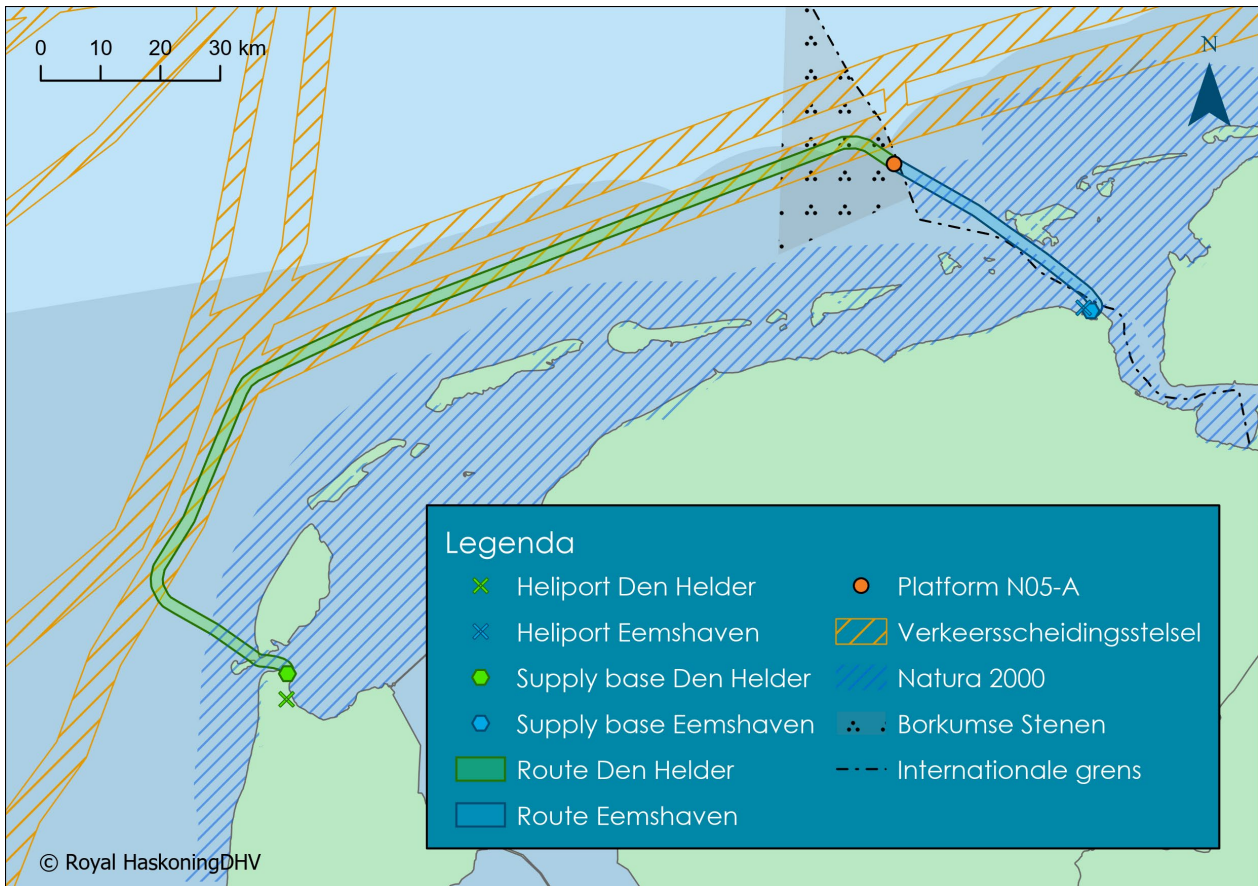 0 10 20 30 km
N
Legenda
Heliport Den Helder
Heliport Eemshaven
Supply base Den Helder
Supply base Eemshaven
Route Den Helder
Route Eemshaven
Platform N05-A
Verkeersscheidingsstelsel
Natura 2000
Borkumse Stenen
Internationale grens
© Royal HaskoningDHV